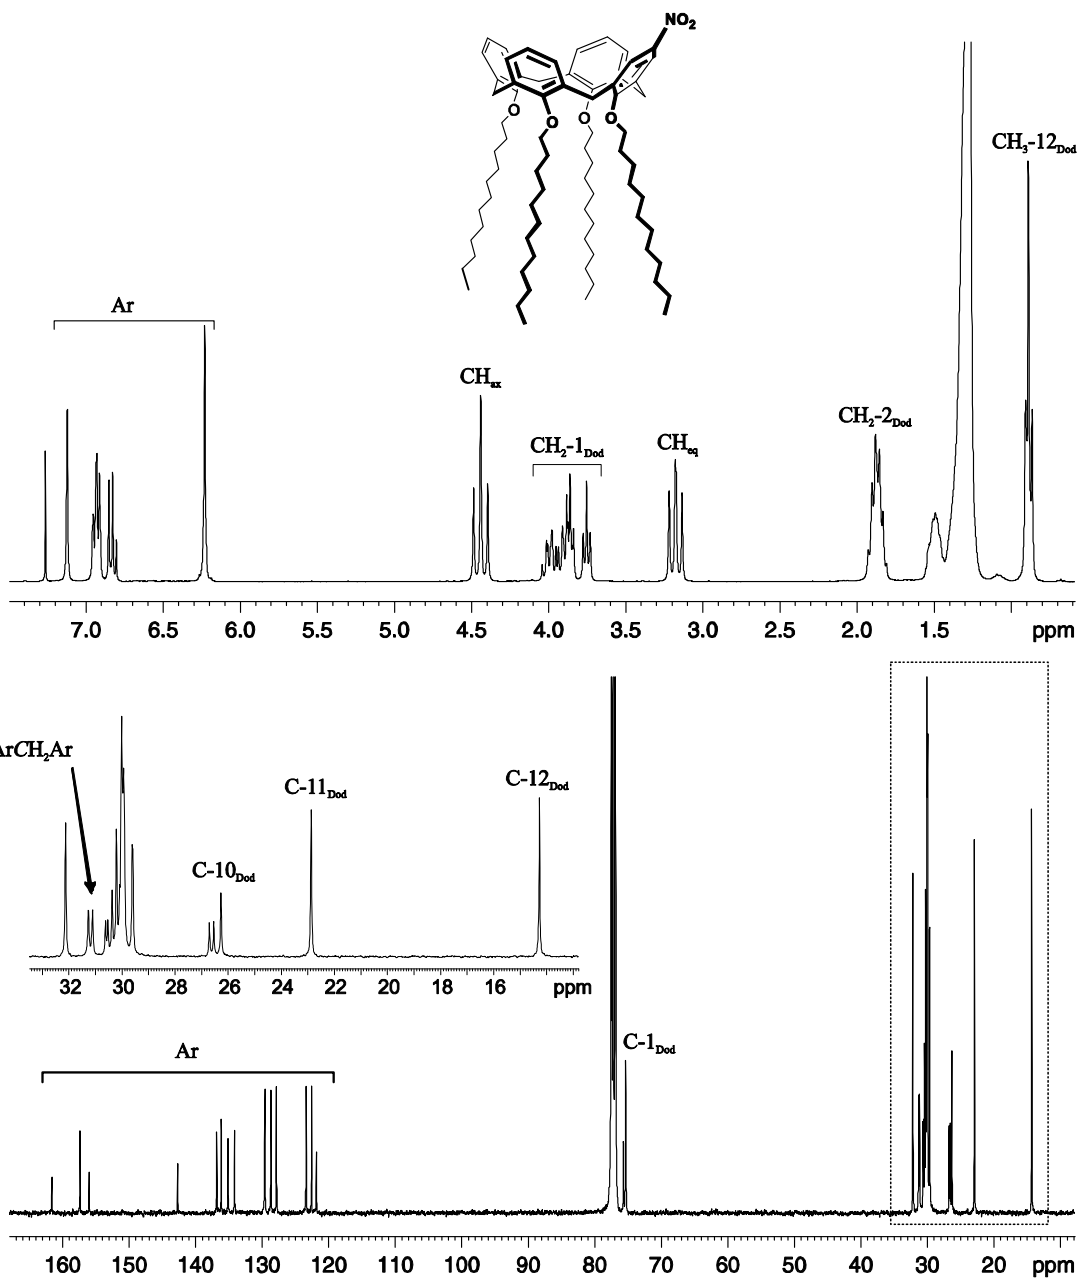 NO2
O
O
O
O
CH3-12Dod
Ar
CHax
CH2-1Dod
CHeq
CH2-2Dod
7.0 6.5 6.0 5.5 5.0 4.5 4.0 3.5 3.0 2.5 2.0 1.5 ppm
ArCH2Ar
C-11Dod
C-12Dod
C-10Dod
32 30 28 26 24 22 20 18 16 ppm
Ar
C-1Dod
160 150 140 130 120 110 100 90 80 70 60 50 40 30 20 ppm